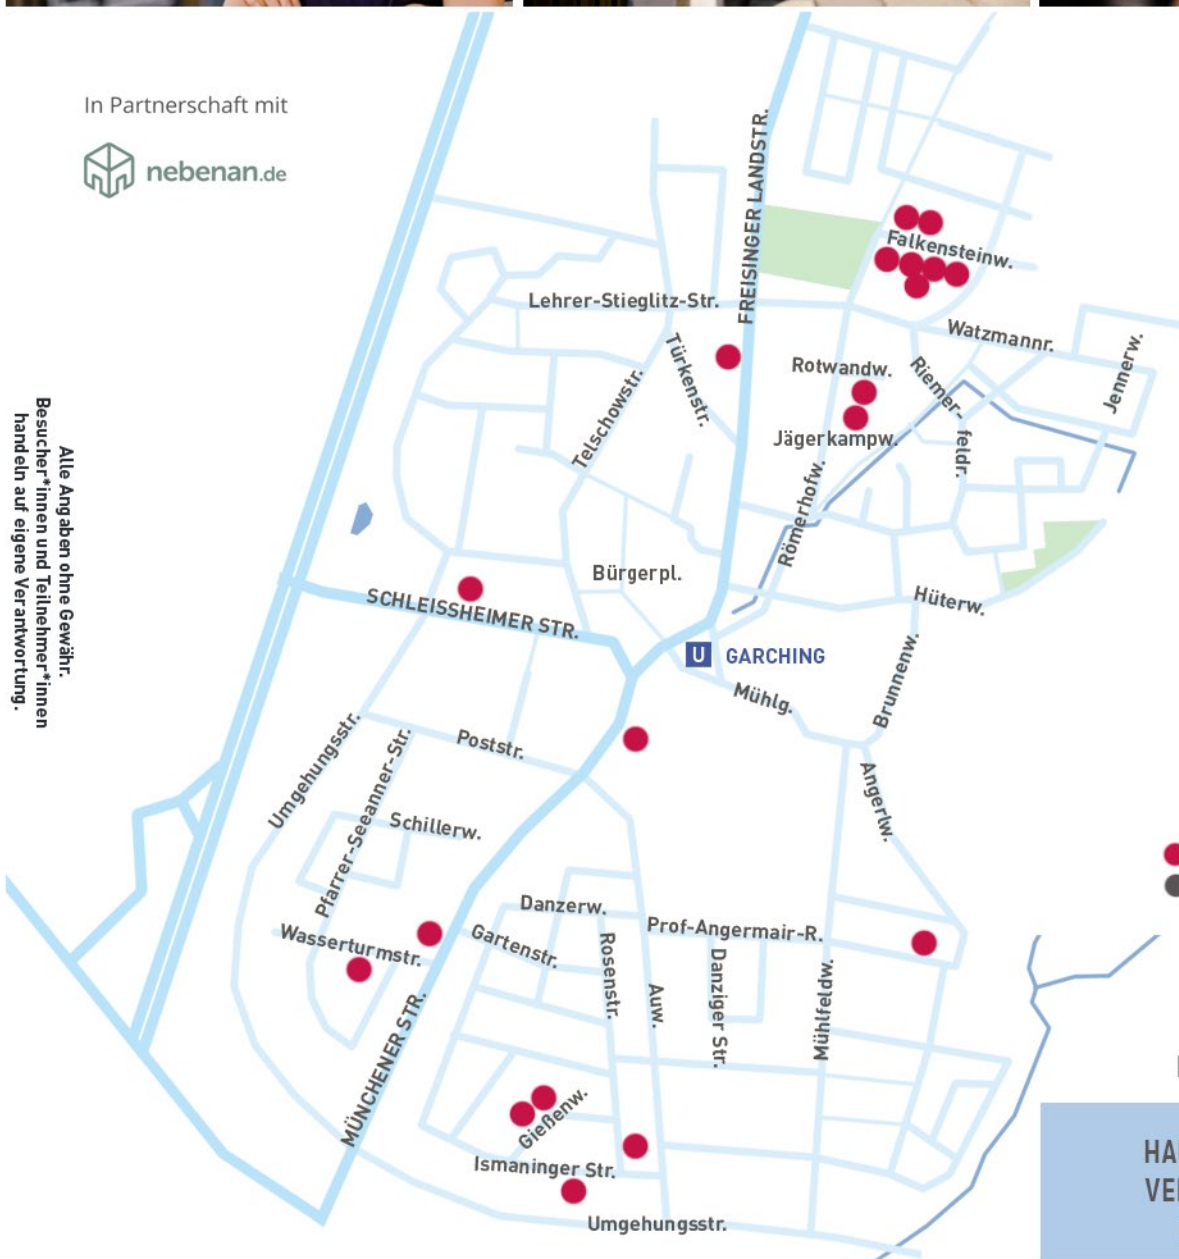 In Partnerschaft mit
nebenan.de
FREISINGER LANDSTR.
Falkensteinw.
Lehrer-Stieglitz-Str.
Watzmannr.
Türkenstr.
Rotwandw.
Riemer-
feldr.
Jennerw.
Telschowstr.
Jägerkampw.
Römerhofw.
Alle Angaben ohne Gewähr.
Besucher*innen und Teilnehmer*innen
handeln auf eigene Verantwortung.
Bürgerpl.
SCHLEISSHEIMER STR.
Hüterw.
U GARCHING
Mühlg.
Brunnenw.
Umgehungsstr.
Poststr.
Pfarrer-Seeanner-Str.
Schillerw.
Angerlw.
Danzerw.
Prof-Angermair-R.
Wasserturmstr.
Gartenstr.
Rosenstr.
Auw.
Danziger Str.
Mühlfeldw.
MÜNCHENER STR.
Gießenw.
Ismaninger Str.
Umgehungsstr.